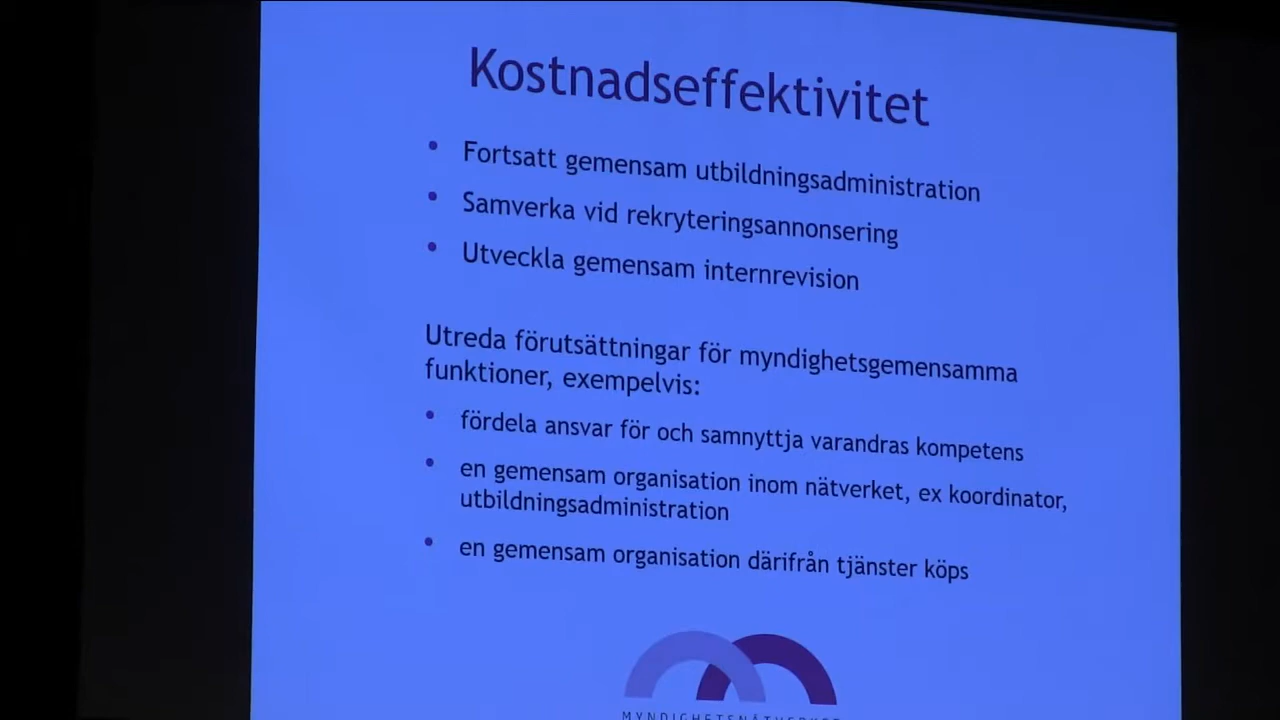 Kostnadseffektivitet
• Fortsatt gemensam utbildningsadministration
• Samverka vid rekryteringsannonsering
• Utveckla gemensam internrevision
Utreda förutsättningar för myndighetsgemensamma
funktioner, exempelvis:
• fördela ansvar för och samnyttja varandras kompetens
• en gemensam organisation inom nätverket, ex koordinator,
utbildningsadministration
• en gemensam organisation därifrån tjänster köps